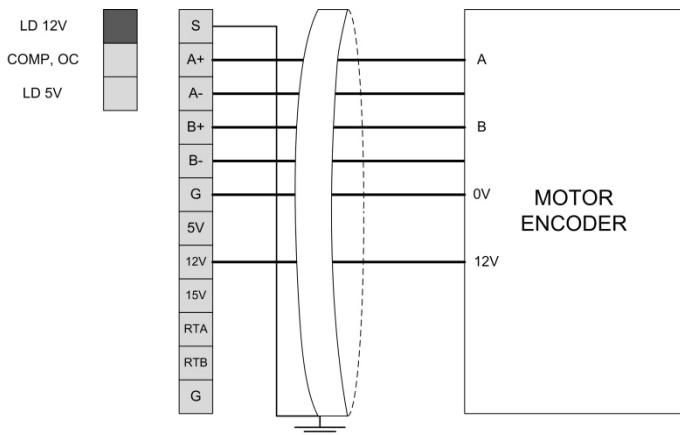 LD 12V
COMP, OC
LD 5V
S
A+
A-
B+
B-
G
5V
12V
15V
RTA
RTB
G
A
B
0V
12V
MOTOR
ENCODER